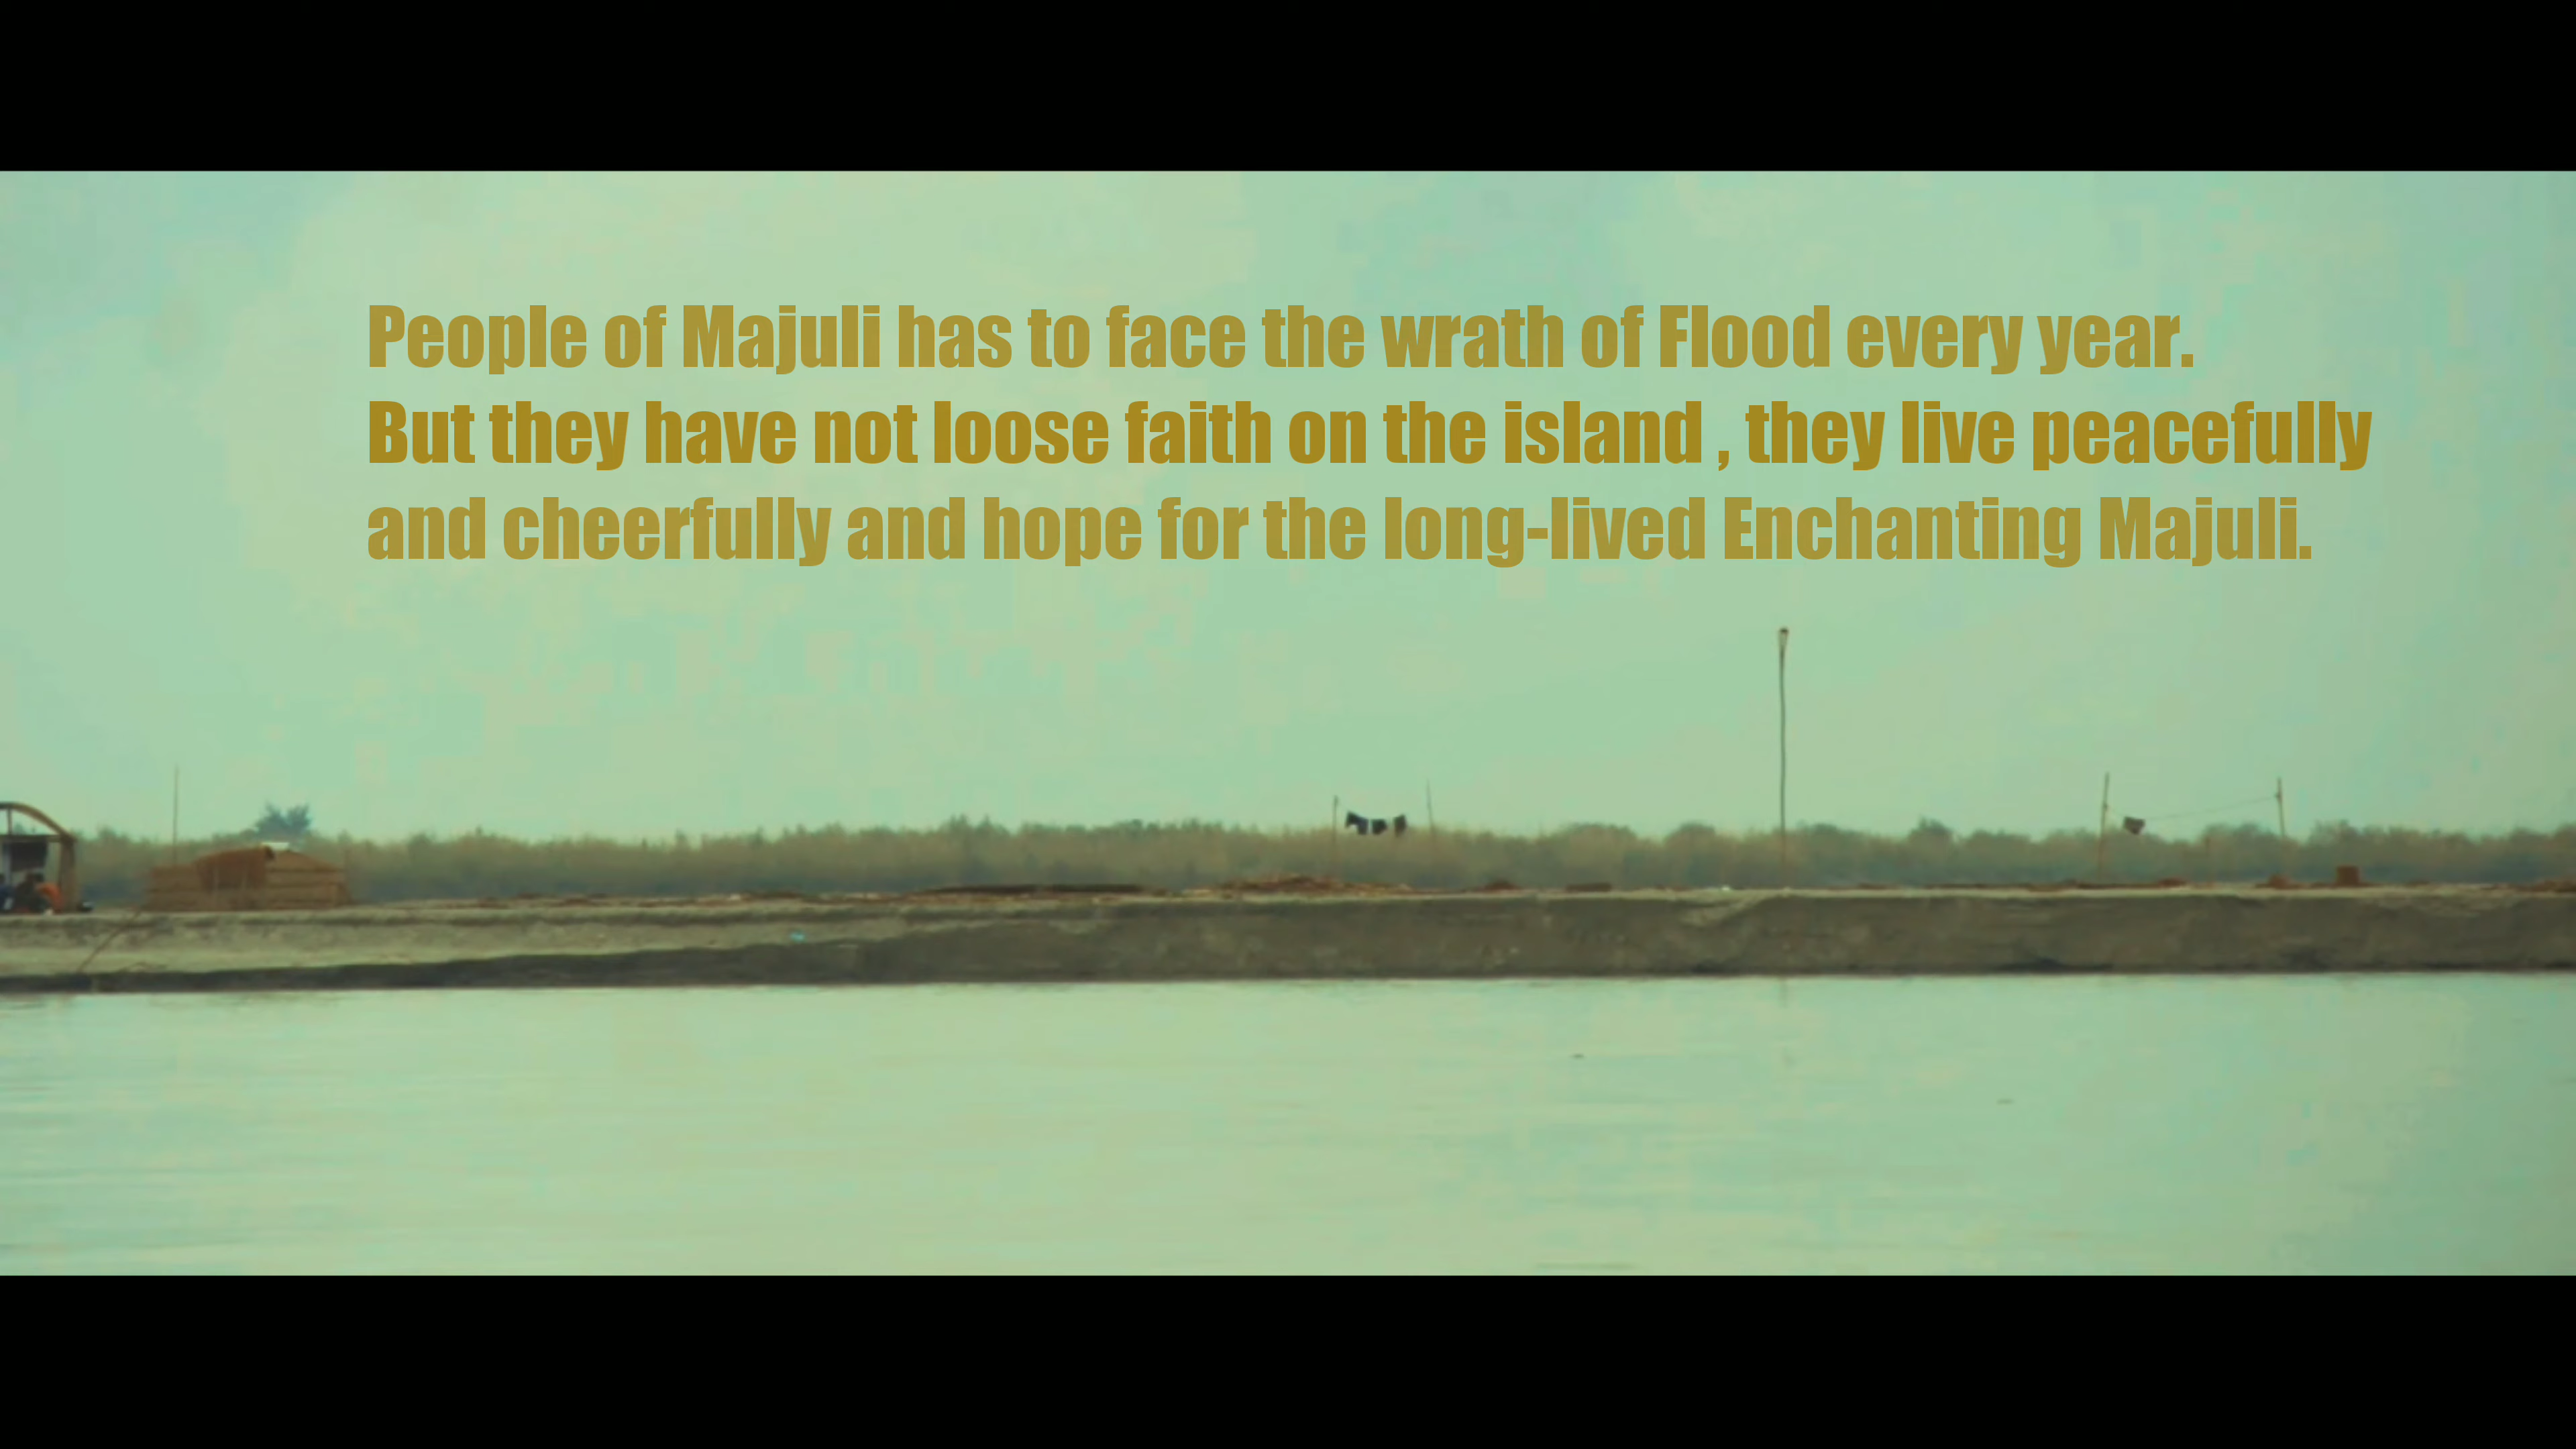 People of Majuli has to face the wrath of Flood every year.
But they have not loose faith on the island , they live peacefully
and cheerfully and hope for the long-lived Enchanting Majuli.